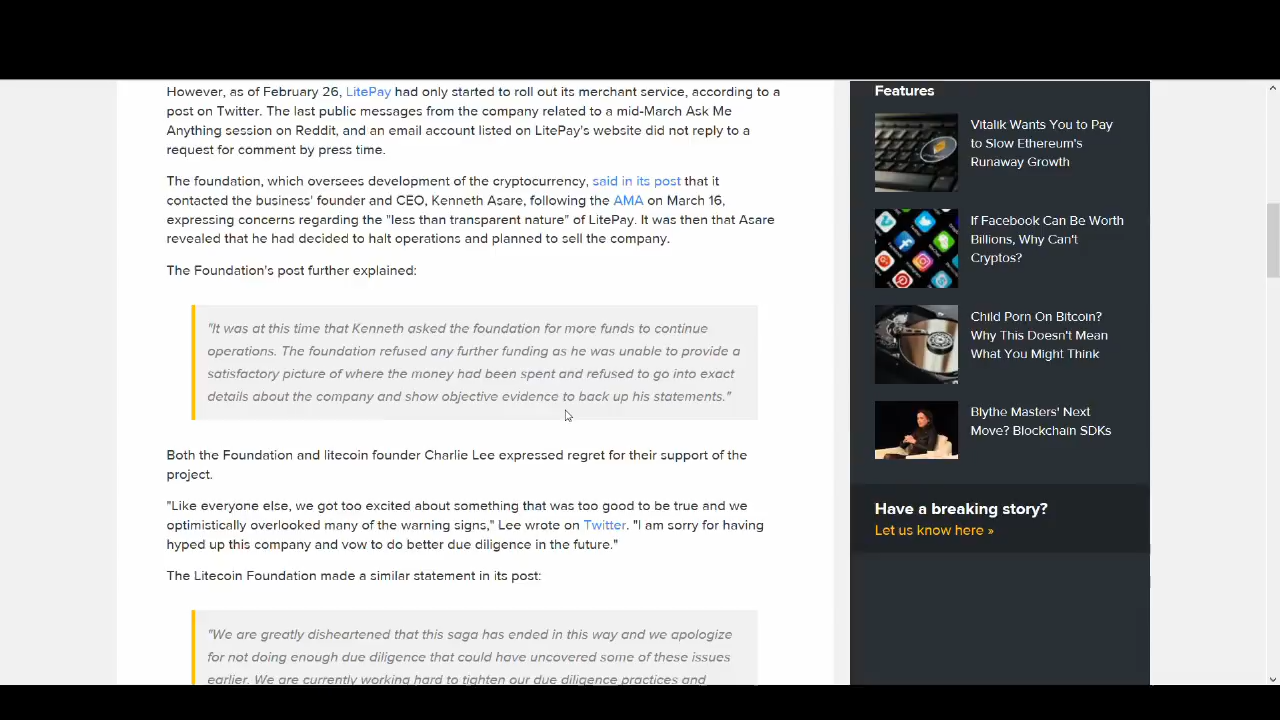 However, as of February 26, LitePay had only started to roll out its merchant service, according to a
post on Twitter. The last public messages from the company related to a mid-March Ask Me
Anything session on Reddit, and an email account listed on LitePay's website did not reply to a
request for comment by press time.
The foundation, which oversees development of the cryptocurrency, said in its post that it
contacted the business' founder and CEO, Kenneth Asare, following the AMA on March 16,
expressing concerns regarding the "less than transparent nature" of LitePay. It was then that Asare
revealed that he had decided to halt operations and planned to sell the company.
The Foundation's post further explained:
"It was at this time that Kenneth asked the foundation for more funds to continue
operations. The foundation refused any further funding as he was unable to provide a
satisfactory picture of where the money had been spent and refused to go into exact
details about the company and show objective evidence to back up his statements."
Both the Foundation and litecoin founder Charlie Lee expressed regret for their support of the
project.
"Like everyone else, we got too excited about something that was too good to be true and we
optimistically overlooked many of the warning signs," Lee wrote on Twitter. "I am sorry for having
hyped up this company and vow to do better due diligence in the future."
The Litecoin Foundation made a similar statement in its post:
"We are greatly disheartened that this saga has ended in this way and we apologize
for not doing enough due diligence that could have uncovered some of these issues
earlier. We are currently working hard to tighten our due diligence practices and
Features
Vitalik Wants You to Pay
to Slow Ethereum's
Runaway Growth
If Facebook Can Be Worth
Billions, Why Can't
Cryptos?
Child Porn On Bitcoin?
Why This Doesn't Mean
What You Might Think
Blythe Masters' Next
Move? Blockchain SDKs
Have a breaking story?
Let us know here »